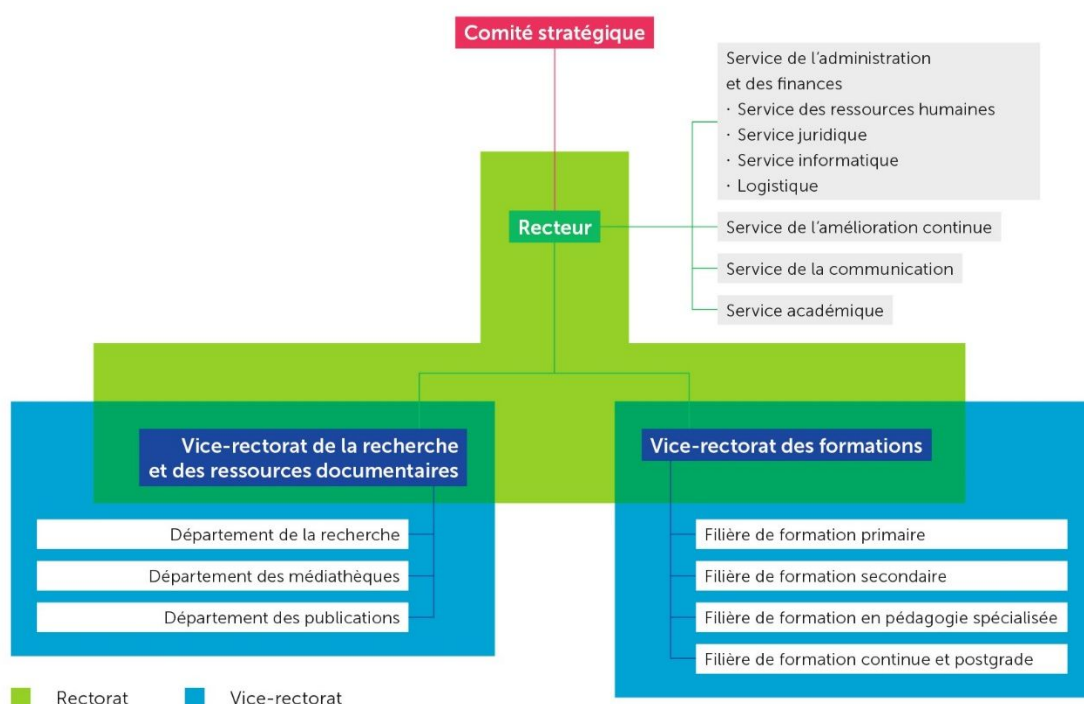 Comité stratégique
Service de l'administration
et des finances
· Service des ressources humaines
· Service juridique
· Service informatique
· Logistique
Recteur
Service de l'amélioration continue
Service de la communication
Service académique
Vice-rectorat de la recherche
et des ressources documentaires
Département de la recherche
Département des médiathèques
Département des publications
Vice-rectorat des formations
Filière de formation primaire
Filière de formation secondaire
Filière de formation en pédagogie spécialisée
Filière de formation continue et postgrade
Rectorat
Vice-rectorat